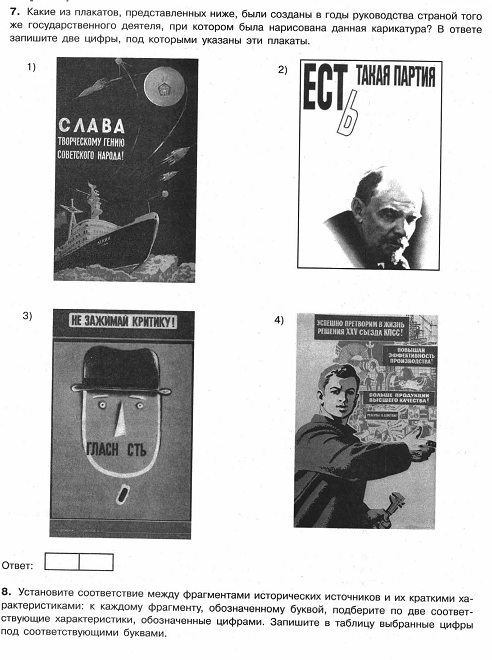 7. Какие из плакатов, представленных ниже, были созданы в годы руководства страной того
же государственного деятеля, при котором была нарисована данная карикатура? В ответе
запишите две цифры, под которыми указаны эти плакаты.
1)
2)
СЛАВА
ТВОРЧЕСКОМУ ГЕНИЮ
СОВЕТСКОГО НАРОДА!
ЕСТЬ ТАКАЯ ПАРТИЯ
3)
4)
НЕ ЗАЖИМАЙ КРИТИКУ!
ГЛАСН СТЬ
УСПЕШНО ПРЕТВОРИМ В ЖИЗНЬ
РЕШЕНИЯ XXV СЪЕЗДА КПСС!
ПОВЫШАЙ
ЭФФЕКТИВНОСТЬ
ПРОИЗВОДСТВА!
БОЛЬШЕ ПРОДУКЦИИ
ВЫСШЕГО КАЧЕСТВА!
Ответ:
8. Установите соответствие между фрагментами исторических источников и их краткими ха-
рактеристиками: к каждому фрагменту, обозначенному буквой, подберите по две соответ-
ствующие характеристики, обозначенные цифрами. Запишите в таблицу выбранные цифры
под соответствующими буквами.